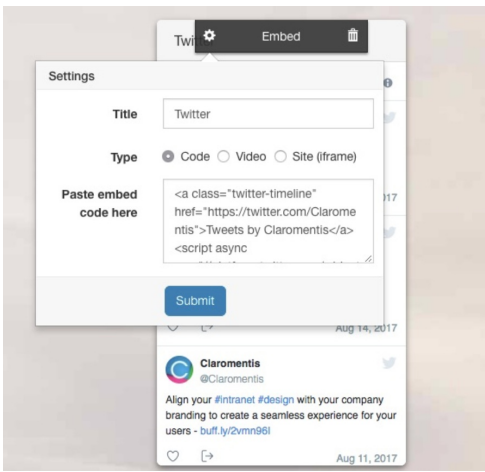 Twi
Embed
Settings
Title
Twitter
Type
Code
Video
Site (iframe)
Paste embed
code here
<a class="twitter-timeline"
href="https://twitter.com/Clarome
ntis">Tweets by Claromentis</a>
<script async
Submit
017
Aug 14, 2017
Claromentis
@Claromentis
Align your #intranet #design with your company
branding to create a seamless experience for your
users - buff.ly/2vmn96I
Aug 11, 2017